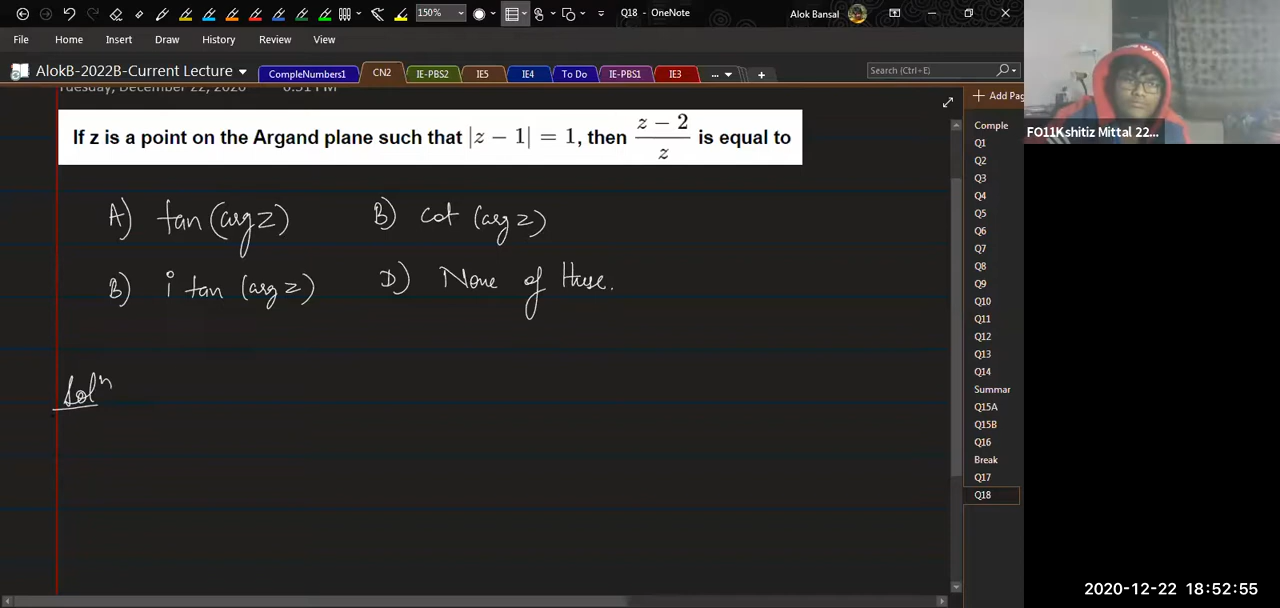 150%
Q18 - OneNote
Alok Bansal
File Home Insert Draw History Review View
AlokB-2022B-Current Lecture
CompleNumbers1 CN2 IE-PBS2 IE5 IE4 To Do IE-PBS1 IE3 ...
Search (Ctrl+E)
Tuesday, December 22, 2020 6:51 PM
Add Pag
If z is a point on the Argand plane such that |z − 1| = 1, then (z − 2)/z is equal to
A) tan (arg z) B) cot (arg z)
B) i tan (arg z) D) None of these.
Solⁿ
Comple
Q1
Q2
Q3
Q4
Q5
Q6
Q7
Q8
Q9
Q10
Q11
Q12
Q13
Q14
Summar
Q15A
Q15B
Q16
Break
Q17
Q18
FO11Kshitiz Mittal 22...
2020-12-22 18:52:55